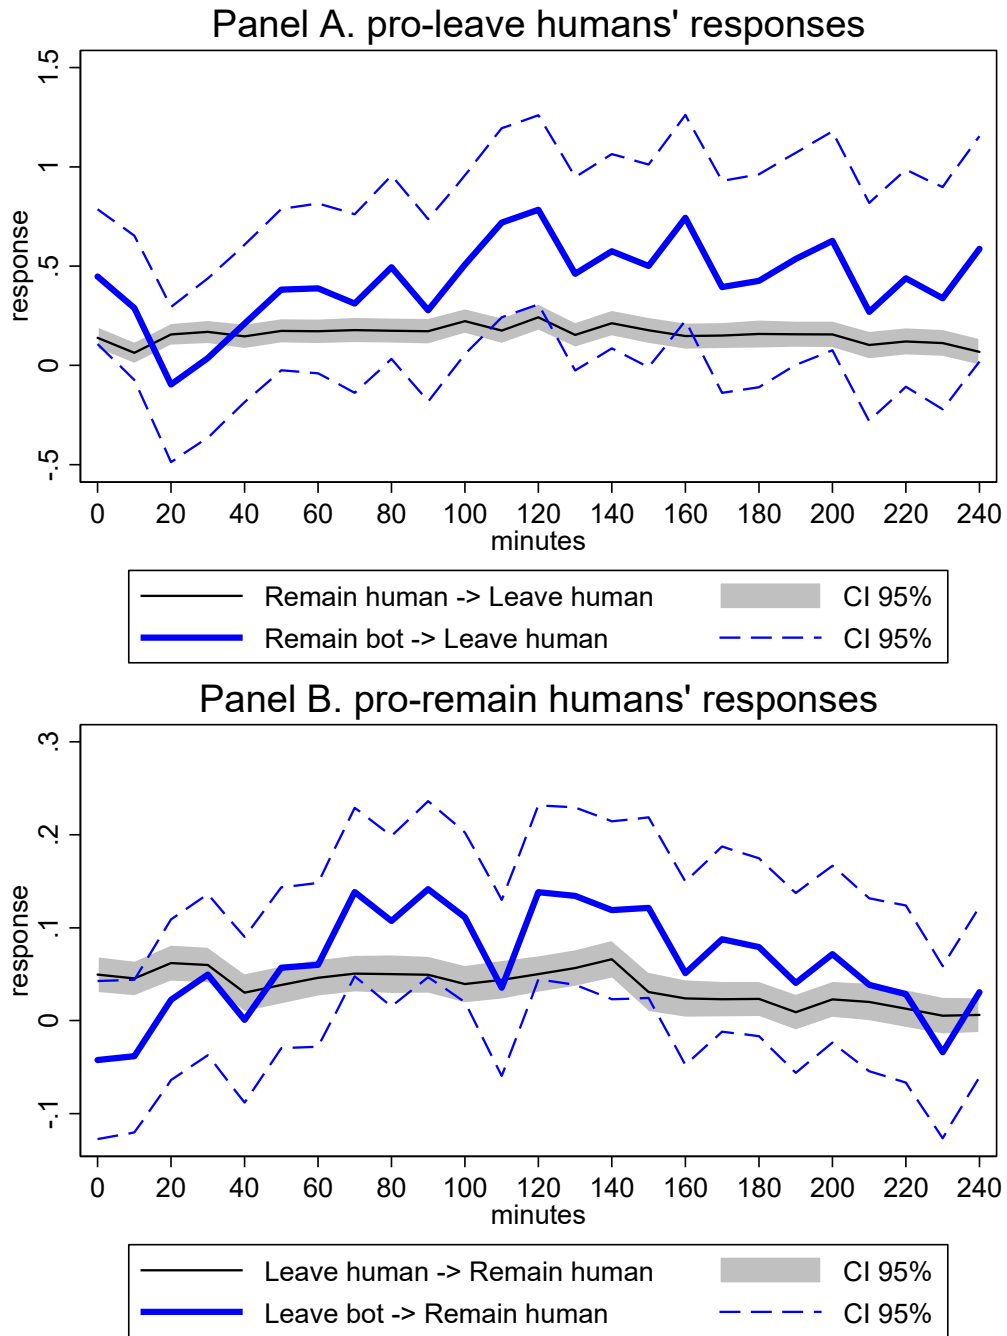 Panel A. pro-leave humans' responses
1.5
1
.5
0
-.5
response
0 20 40 60 80 100 120 140 160 180 200 220 240
minutes
Remain human -> Leave human CI 95%
Remain bot -> Leave human CI 95%
Panel B. pro-remain humans' responses
.3
.2
.1
0
-.1
response
0 20 40 60 80 100 120 140 160 180 200 220 240
minutes
Leave human -> Remain human CI 95%
Leave bot -> Remain human CI 95%